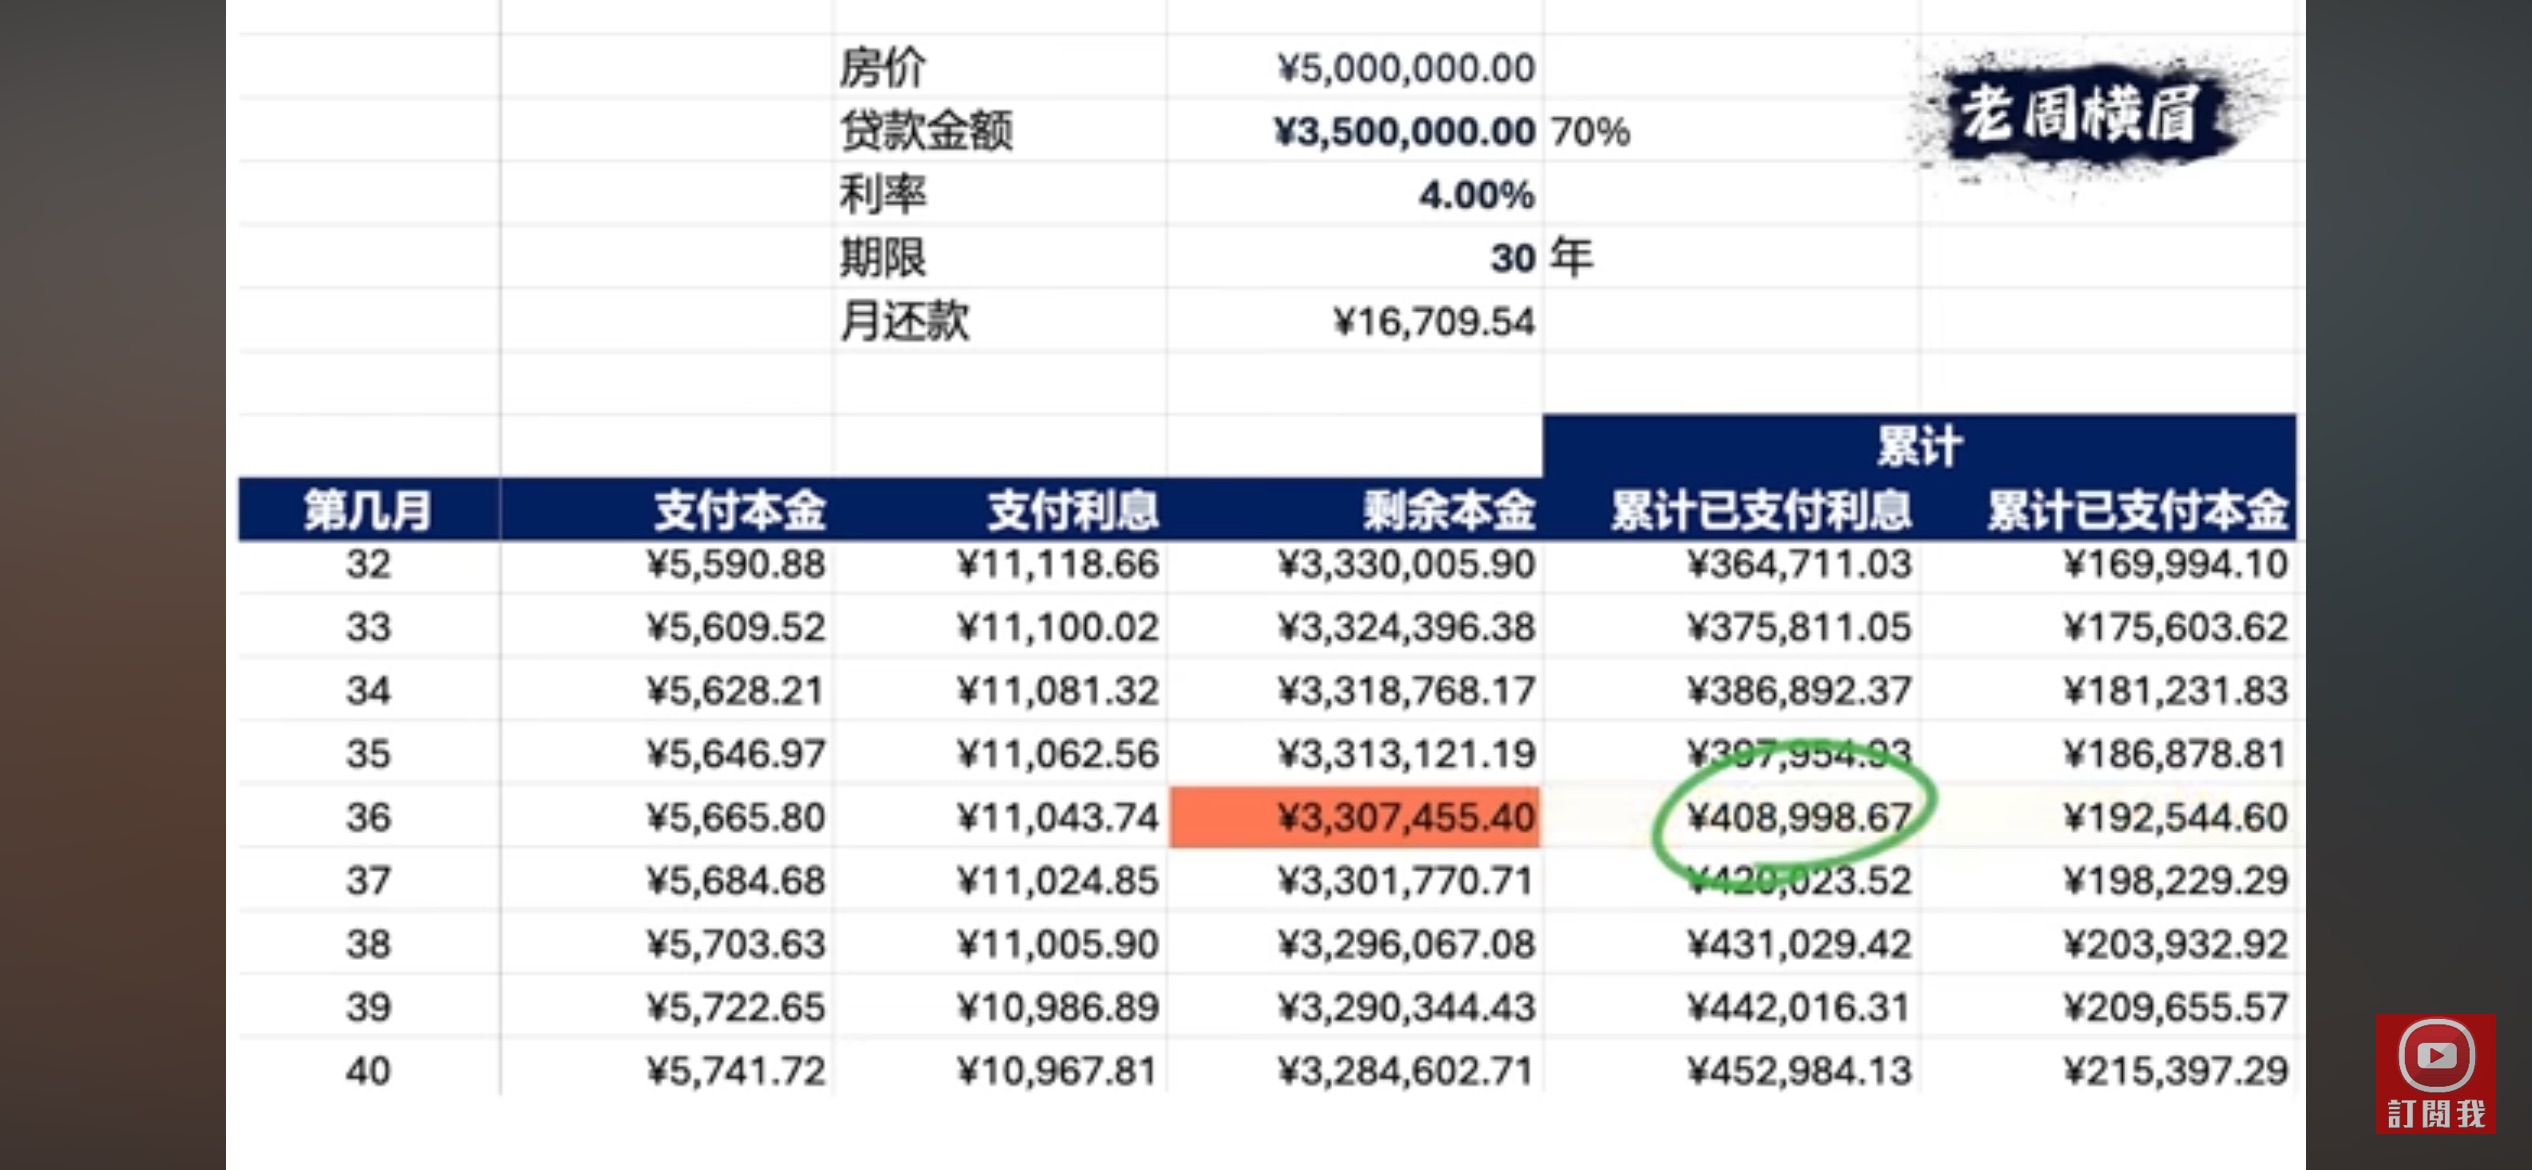 房价 ¥5,000,000.00
贷款金额 ¥3,500,000.00 70%
利率 4.00%
期限 30 年
月还款 ¥16,709.54
老周横眉
累计
第几月 支付本金 支付利息 剩余本金 累计已支付利息 累计已支付本金
32 ¥5,590.88 ¥11,118.66 ¥3,330,005.90 ¥364,711.03 ¥169,994.10
33 ¥5,609.52 ¥11,100.02 ¥3,324,396.38 ¥375,811.05 ¥175,603.62
34 ¥5,628.21 ¥11,081.32 ¥3,318,768.17 ¥386,892.37 ¥181,231.83
35 ¥5,646.97 ¥11,062.56 ¥3,313,121.19 ¥397,954.93 ¥186,878.81
36 ¥5,665.80 ¥11,043.74 ¥3,307,455.40 ¥408,998.67 ¥192,544.60
37 ¥5,684.68 ¥11,024.85 ¥3,301,770.71 ¥420,023.52 ¥198,229.29
38 ¥5,703.63 ¥11,005.90 ¥3,296,067.08 ¥431,029.42 ¥203,932.92
39 ¥5,722.65 ¥10,986.89 ¥3,290,344.43 ¥442,016.31 ¥209,655.57
40 ¥5,741.72 ¥10,967.81 ¥3,284,602.71 ¥452,984.13 ¥215,397.29
訂閱我